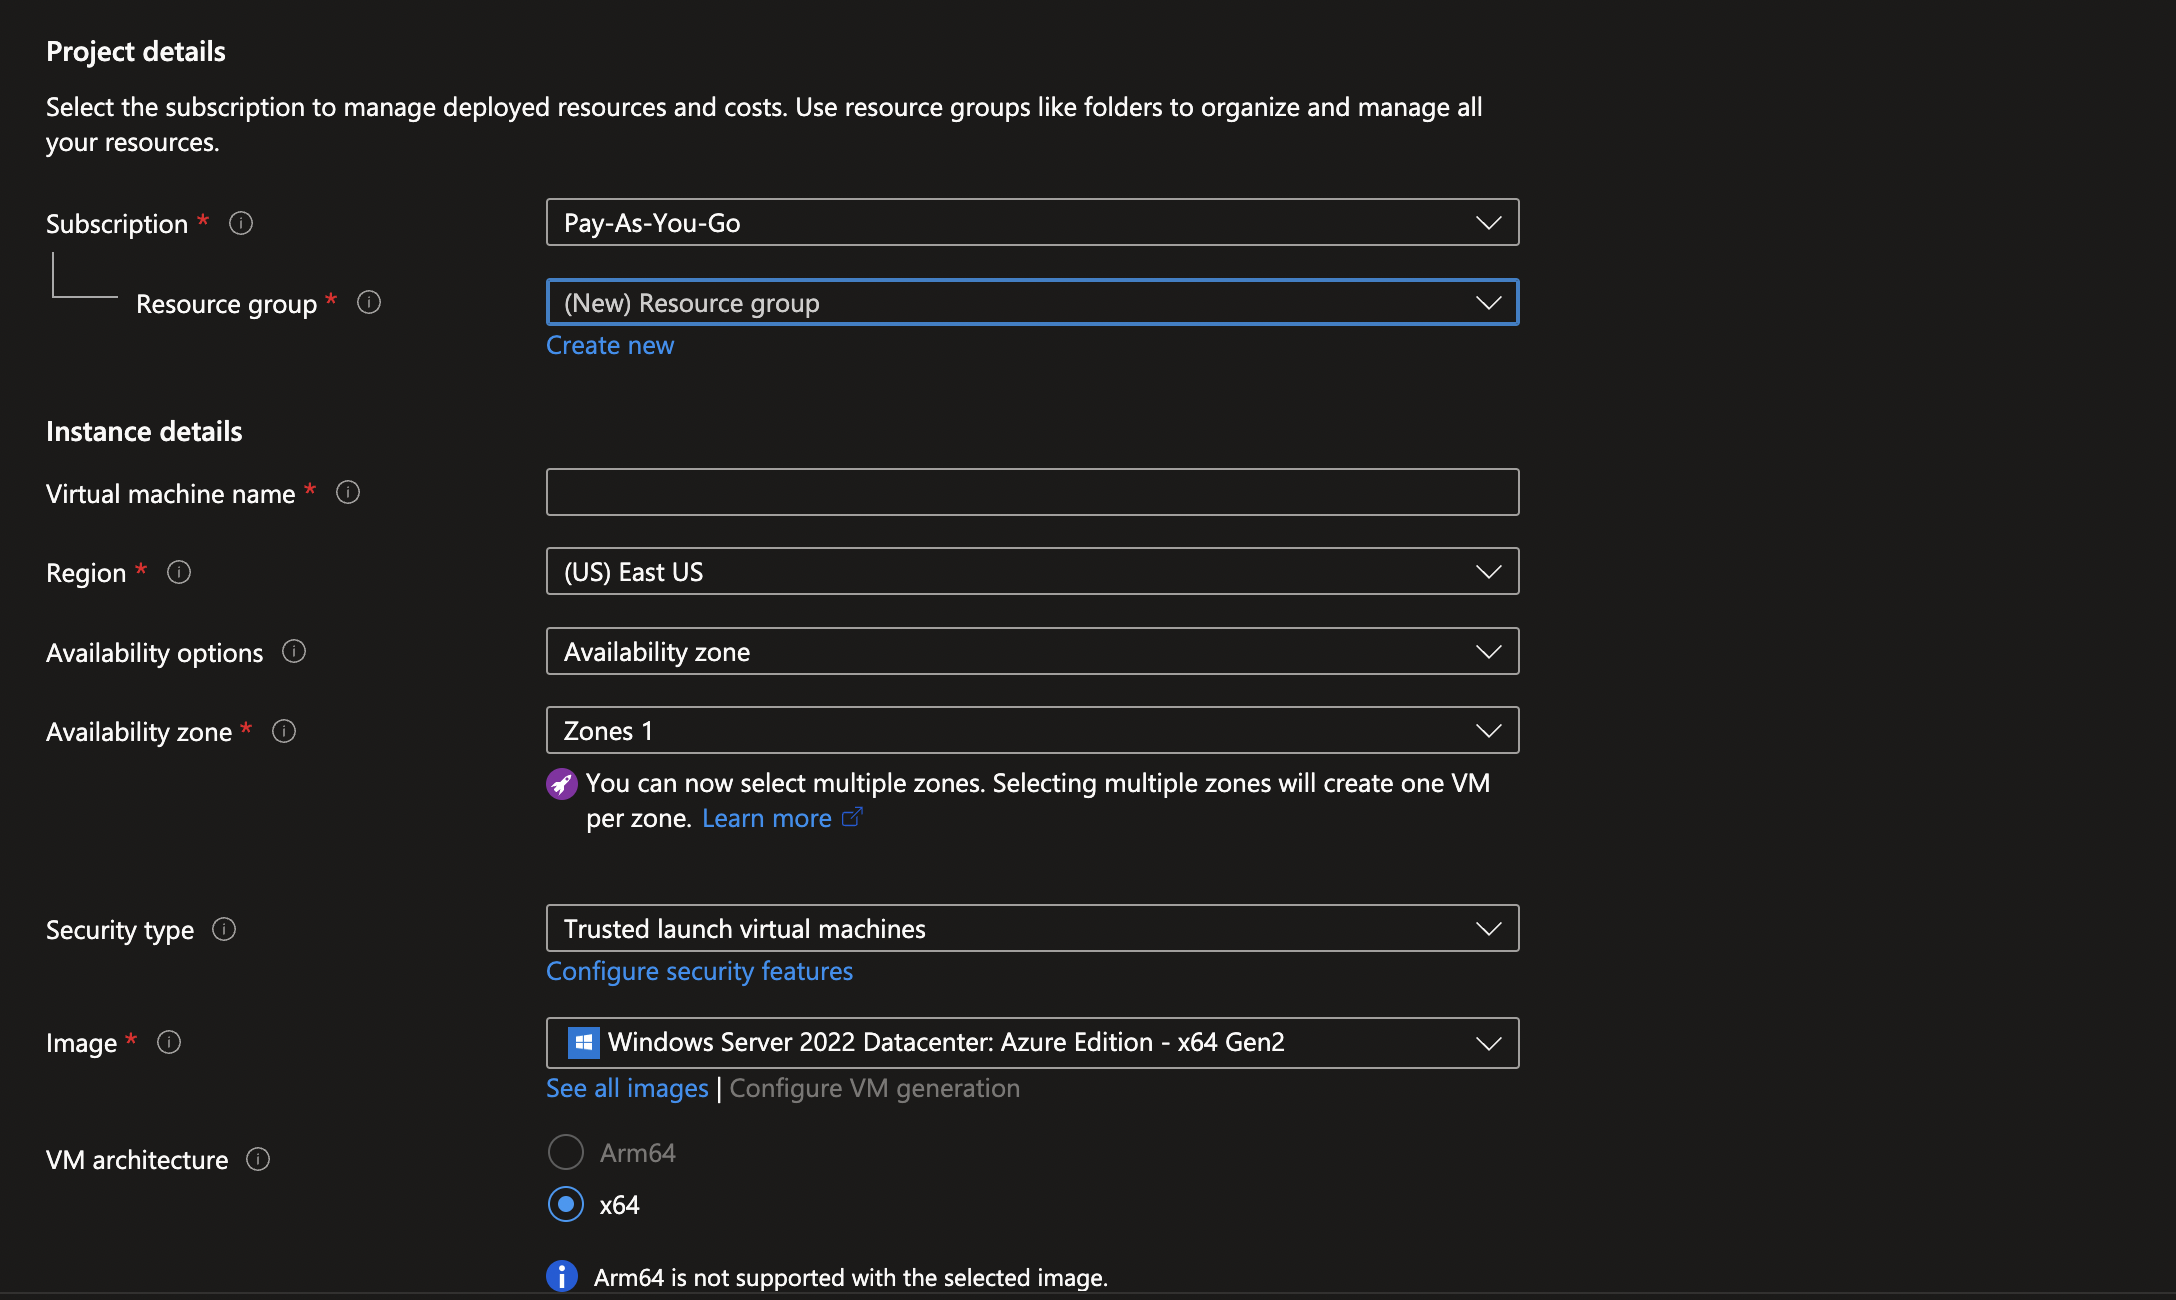 Project details
Select the subscription to manage deployed resources and costs. Use resource groups like folders to organize and manage all
your resources.
Subscription *
Pay-As-You-Go
Resource group *
(New) Resource group
Create new
Instance details
Virtual machine name *
Region *
(US) East US
Availability options
Availability zone
Availability zone *
Zones 1
You can now select multiple zones. Selecting multiple zones will create one VM
per zone. Learn more
Security type
Trusted launch virtual machines
Configure security features
Image *
Windows Server 2022 Datacenter: Azure Edition - x64 Gen2
See all images | Configure VM generation
VM architecture
Arm64
x64
Arm64 is not supported with the selected image.